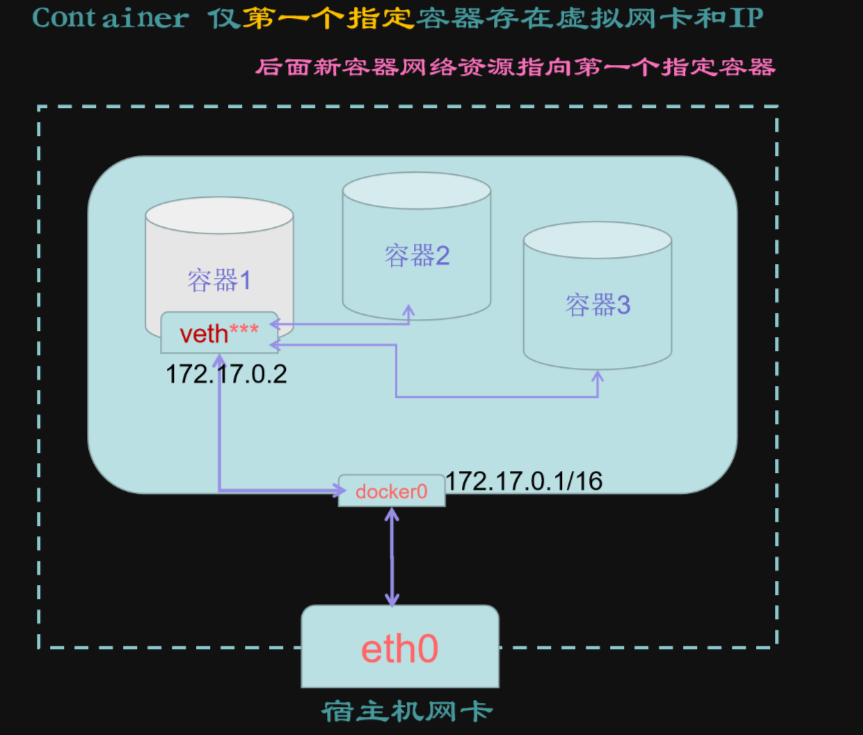 Container 仅第一个指定容器存在虚拟网卡和IP
后面新容器网络资源指向第一个指定容器
容器2
容器1
容器3
veth***
172.17.0.2
172.17.0.1/16
docker0
eth0
宿主机网卡